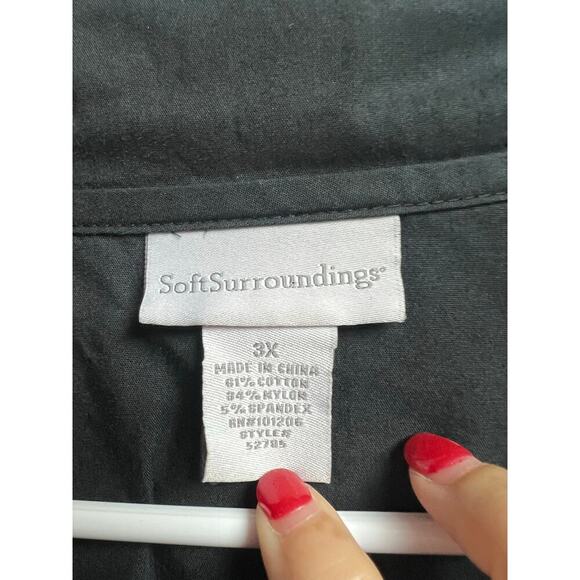 SoftSurroundings®
3X
MADE IN CHINA
61% COTTON
34% NYLON
5% SPANDEX
RN#101206
STYLE#
52785